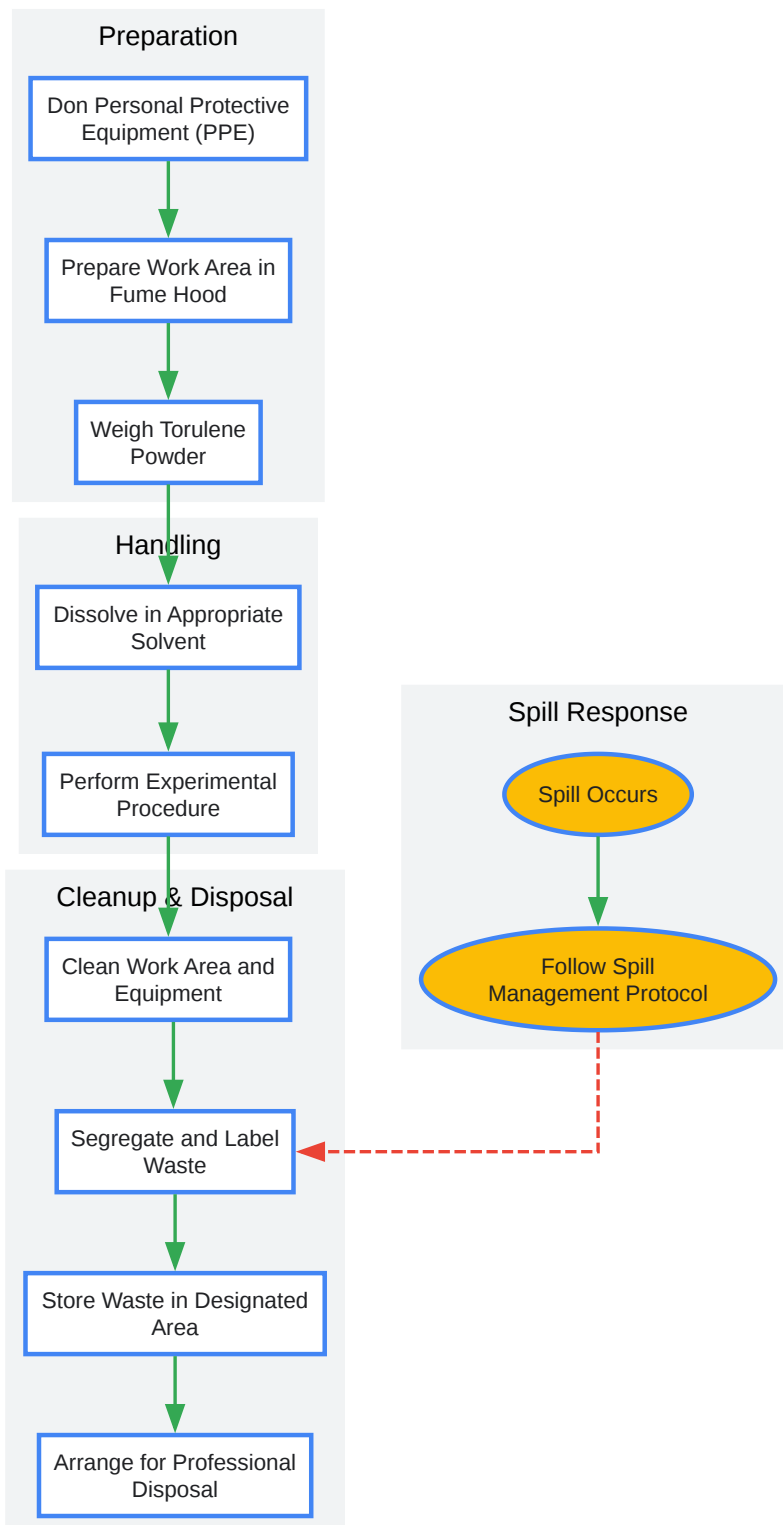 Preparation
Don Personal Protective
Equipment (PPE)
Prepare Work Area in
Fume Hood
Weigh Torulene
Powder
Handling
Dissolve in Appropriate
Solvent
Perform Experimental
Procedure
Cleanup & Disposal
Clean Work Area and
Equipment
Segregate and Label
Waste
Store Waste in Designated
Area
Arrange for Professional
Disposal
Spill Response
Spill Occurs
Follow Spill
Management Protocol